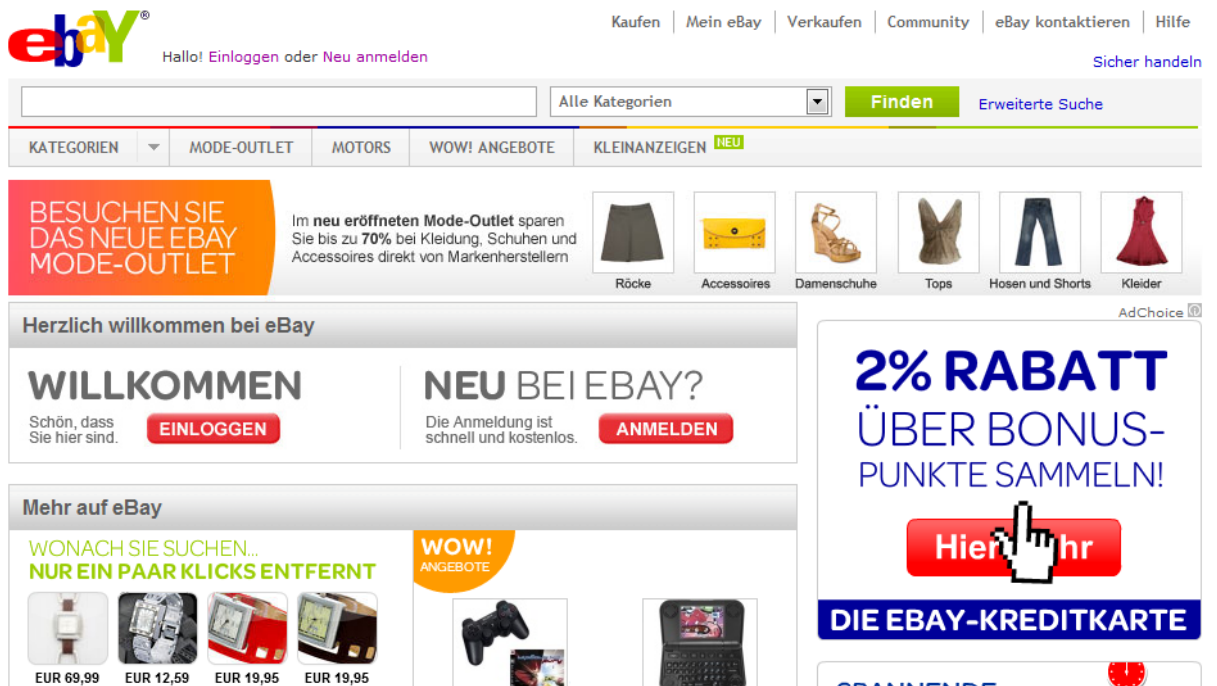 ebaY®
Kaufen Mein eBay Verkaufen Community eBay kontaktieren Hilfe
Hallo! Einloggen oder Neu anmelden
Sicher handeln
Alle Kategorien
Finden
Erweiterte Suche
KATEGORIEN MODE-OUTLET MOTORS WOW! ANGEBOTE KLEINANZEIGEN NEU
BESUCHEN SIE
DAS NEUE EBAY
MODE-OUTLET
Im neu eröffneten Mode-Outlet sparen
Sie bis zu 70% bei Kleidung, Schuhen und
Accessoires direkt von Markenherstellern
Röcke Accessoires Damenschuhe Tops Hosen und Shorts Kleider
Herzlich willkommen bei eBay
WILLKOMMEN
Schön, dass
Sie hier sind.
EINLOGGEN
NEU BEI EBAY?
Die Anmeldung ist
schnell und kostenlos.
ANMELDEN
AdChoice
2% RABATT
ÜBER BONUS-
PUNKTE SAMMELN!
DIE EBAY-KREDITKARTE
Mehr auf eBay
WONACH SIE SUCHEN...
NUR EIN PAAR KLICKS ENTFERNT
EUR 69,99 EUR 12,59 EUR 19,95 EUR 19,95
WOW!
ANGEBOTE